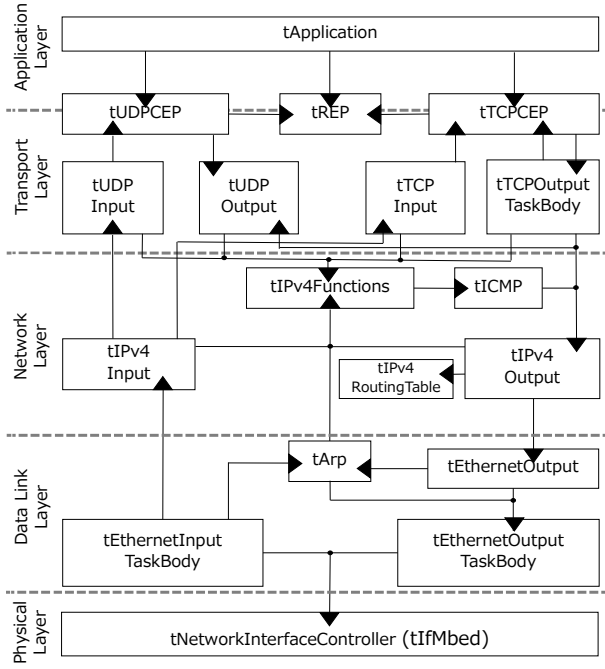 Application
Layer
tApplication
tUDPCEP
tREP
tTCPCEP
Transport
Layer
tUDP
Input
tUDP
Output
tTCP
Input
tTCPOutput
TaskBody
Network
Layer
tIPv4Functions
tICMP
tIPv4
Input
tIPv4
RoutingTable
tIPv4
Output
Data Link
Layer
tArp
tEthernetOutput
tEthernetInput
TaskBody
tEthernetOutput
TaskBody
Physical
Layer
tNetworkInterfaceController (tIfMbed)